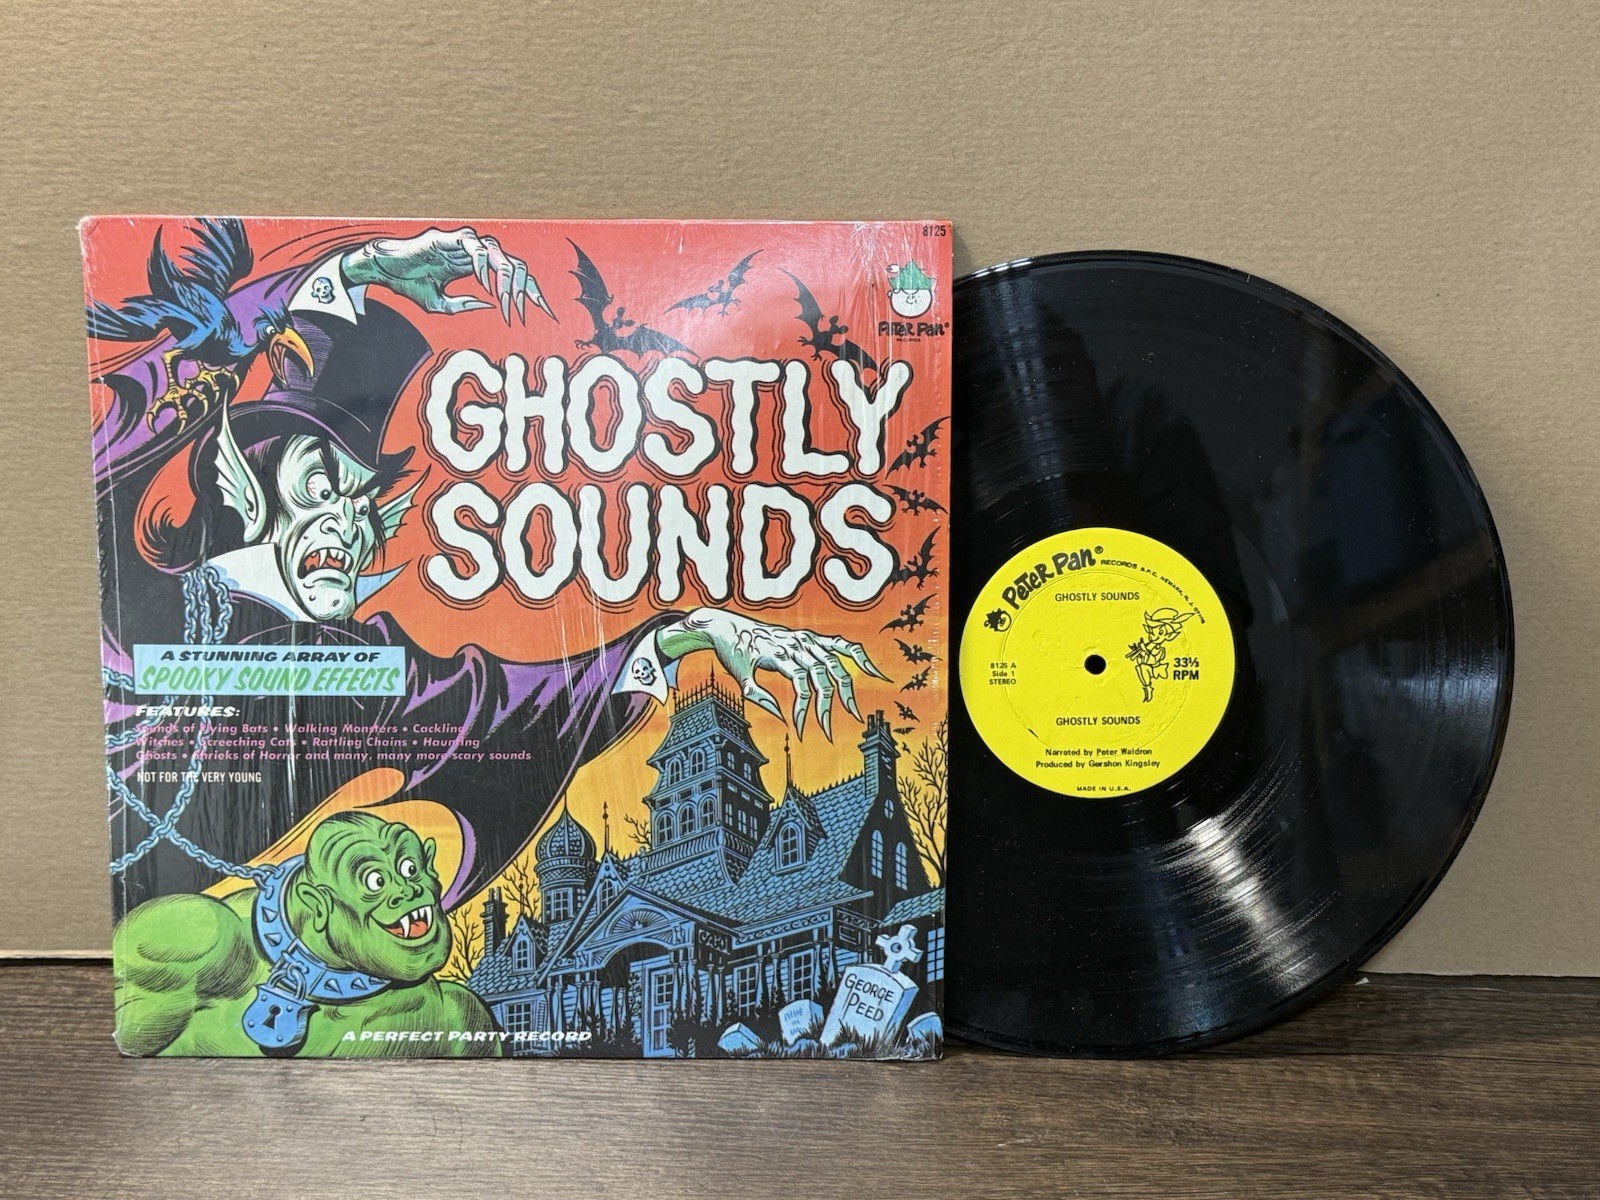 8125
Peter Pan®
RECORDS
GHOSTLY
SOUNDS
A STUNNING ARRAY OF
SPOOKY SOUND EFFECTS
FEATURES:
Sounds of Flying Bats • Walking Monsters • Cackling
Witches • Screeching Cats • Rattling Chains • Haunting
Ghosts • Shrieks of Horror and many, many more scary sounds
NOT FOR THE VERY YOUNG
GEORGE
PEED
A PERFECT PARTY RECORD
Peter Pan® RECORDS S.P.C. NEWARK, N.J. 07105
GHOSTLY SOUNDS
8125 A
Side 1
STEREO
33⅓
RPM
GHOSTLY SOUNDS
Narrated by Peter Waldron
Produced by Gershon Kingsley
MADE IN U.S.A.